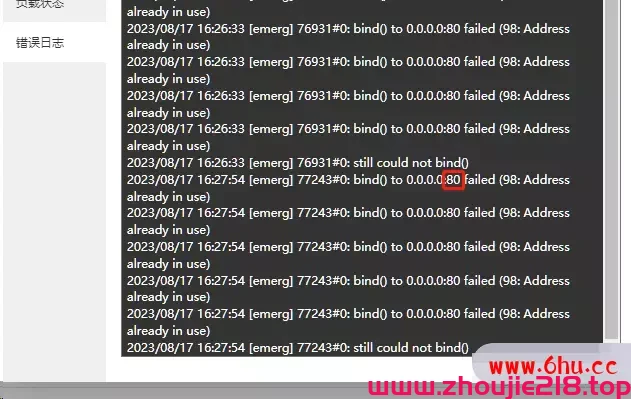 负载状态
错误日志
already in use)
2023/08/17 16:26:33 [emerg] 76931#0: bind() to 0.0.0.0:80 failed (98: Address
already in use)
2023/08/17 16:26:33 [emerg] 76931#0: bind() to 0.0.0.0:80 failed (98: Address
already in use)
2023/08/17 16:26:33 [emerg] 76931#0: bind() to 0.0.0.0:80 failed (98: Address
already in use)
2023/08/17 16:26:33 [emerg] 76931#0: bind() to 0.0.0.0:80 failed (98: Address
already in use)
2023/08/17 16:26:33 [emerg] 76931#0: still could not bind()
2023/08/17 16:27:54 [emerg] 77243#0: bind() to 0.0.0.0:80 failed (98: Address
already in use)
2023/08/17 16:27:54 [emerg] 77243#0: bind() to 0.0.0.0:80 failed (98: Address
already in use)
2023/08/17 16:27:54 [emerg] 77243#0: bind() to 0.0.0.0:80 failed (98: Address
already in use)
2023/08/17 16:27:54 [emerg] 77243#0: bind() to 0.0.0.0:80 failed (98: Address
already in use)
2023/08/17 16:27:54 [emerg] 77243#0: bind() to 0.0.0.0:80 failed (98: Address
already in use)
2023/08/17 16:27:54 [emerg] 77243#0: still could not bind()
www.6hu.cc
www.zhoujie218.top